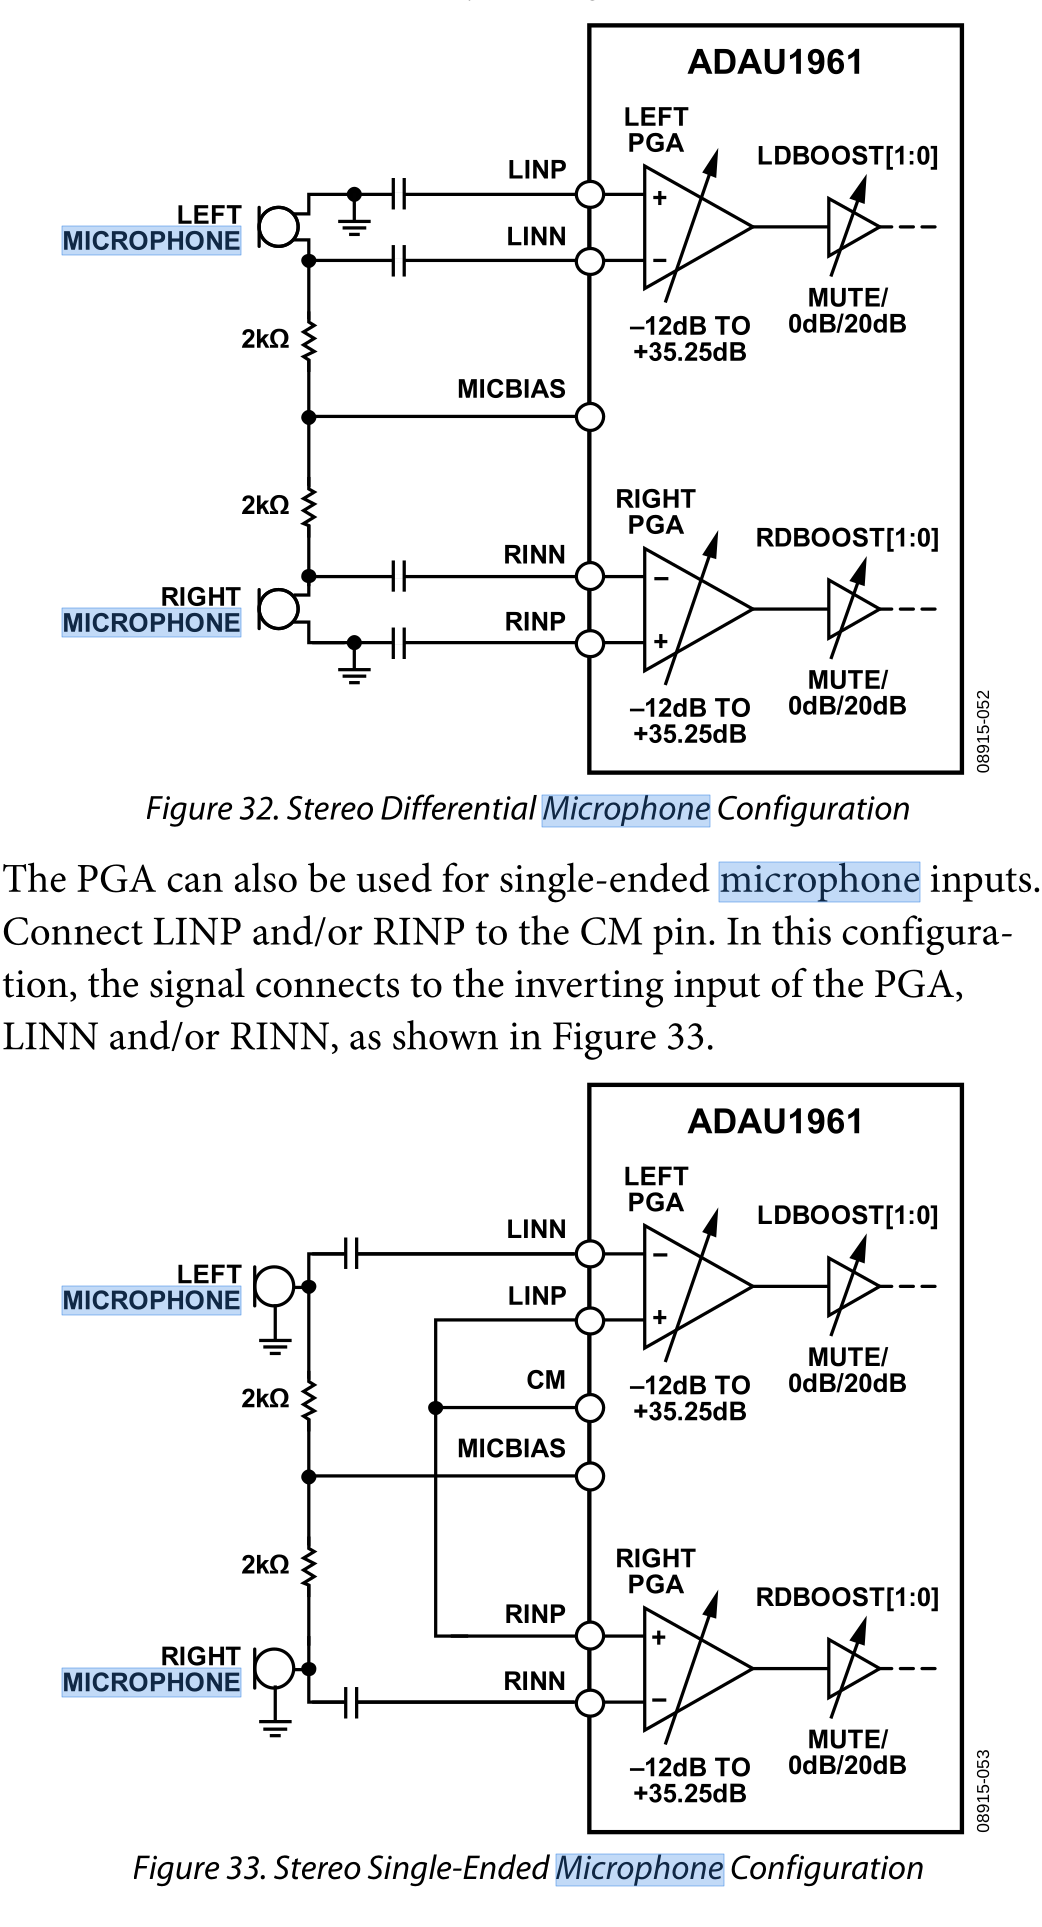 ADAU1961
LEFT
PGA
LDBOOST[1:0]
LINP
+
LEFT
MICROPHONE
LINN
–
MUTE/
0dB/20dB
–12dB TO
+35.25dB
2kΩ
MICBIAS
2kΩ
RIGHT
PGA
RDBOOST[1:0]
RINN
–
RIGHT
MICROPHONE
RINP
+
MUTE/
0dB/20dB
–12dB TO
+35.25dB
08915-052
Figure 32. Stereo Differential Microphone Configuration
The PGA can also be used for single-ended microphone inputs.
Connect LINP and/or RINP to the CM pin. In this configura-
tion, the signal connects to the inverting input of the PGA,
LINN and/or RINN, as shown in Figure 33.
ADAU1961
LEFT
PGA
LDBOOST[1:0]
LINN
–
LEFT
MICROPHONE
LINP
+
MUTE/
0dB/20dB
CM
–12dB TO
+35.25dB
2kΩ
MICBIAS
2kΩ
RIGHT
PGA
RDBOOST[1:0]
RINP
+
RIGHT
MICROPHONE
RINN
–
MUTE/
0dB/20dB
–12dB TO
+35.25dB
08915-053
Figure 33. Stereo Single-Ended Microphone Configuration